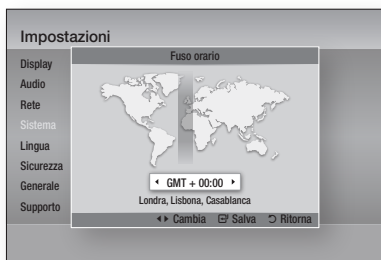 Impostazioni
Display
Audio
Rete
Sistema
Lingua
Sicurezza
Generale
Supporto
Fuso orario
GMT + 00:00
Londra, Lisbona, Casablanca
Cambia Salva Ritorna